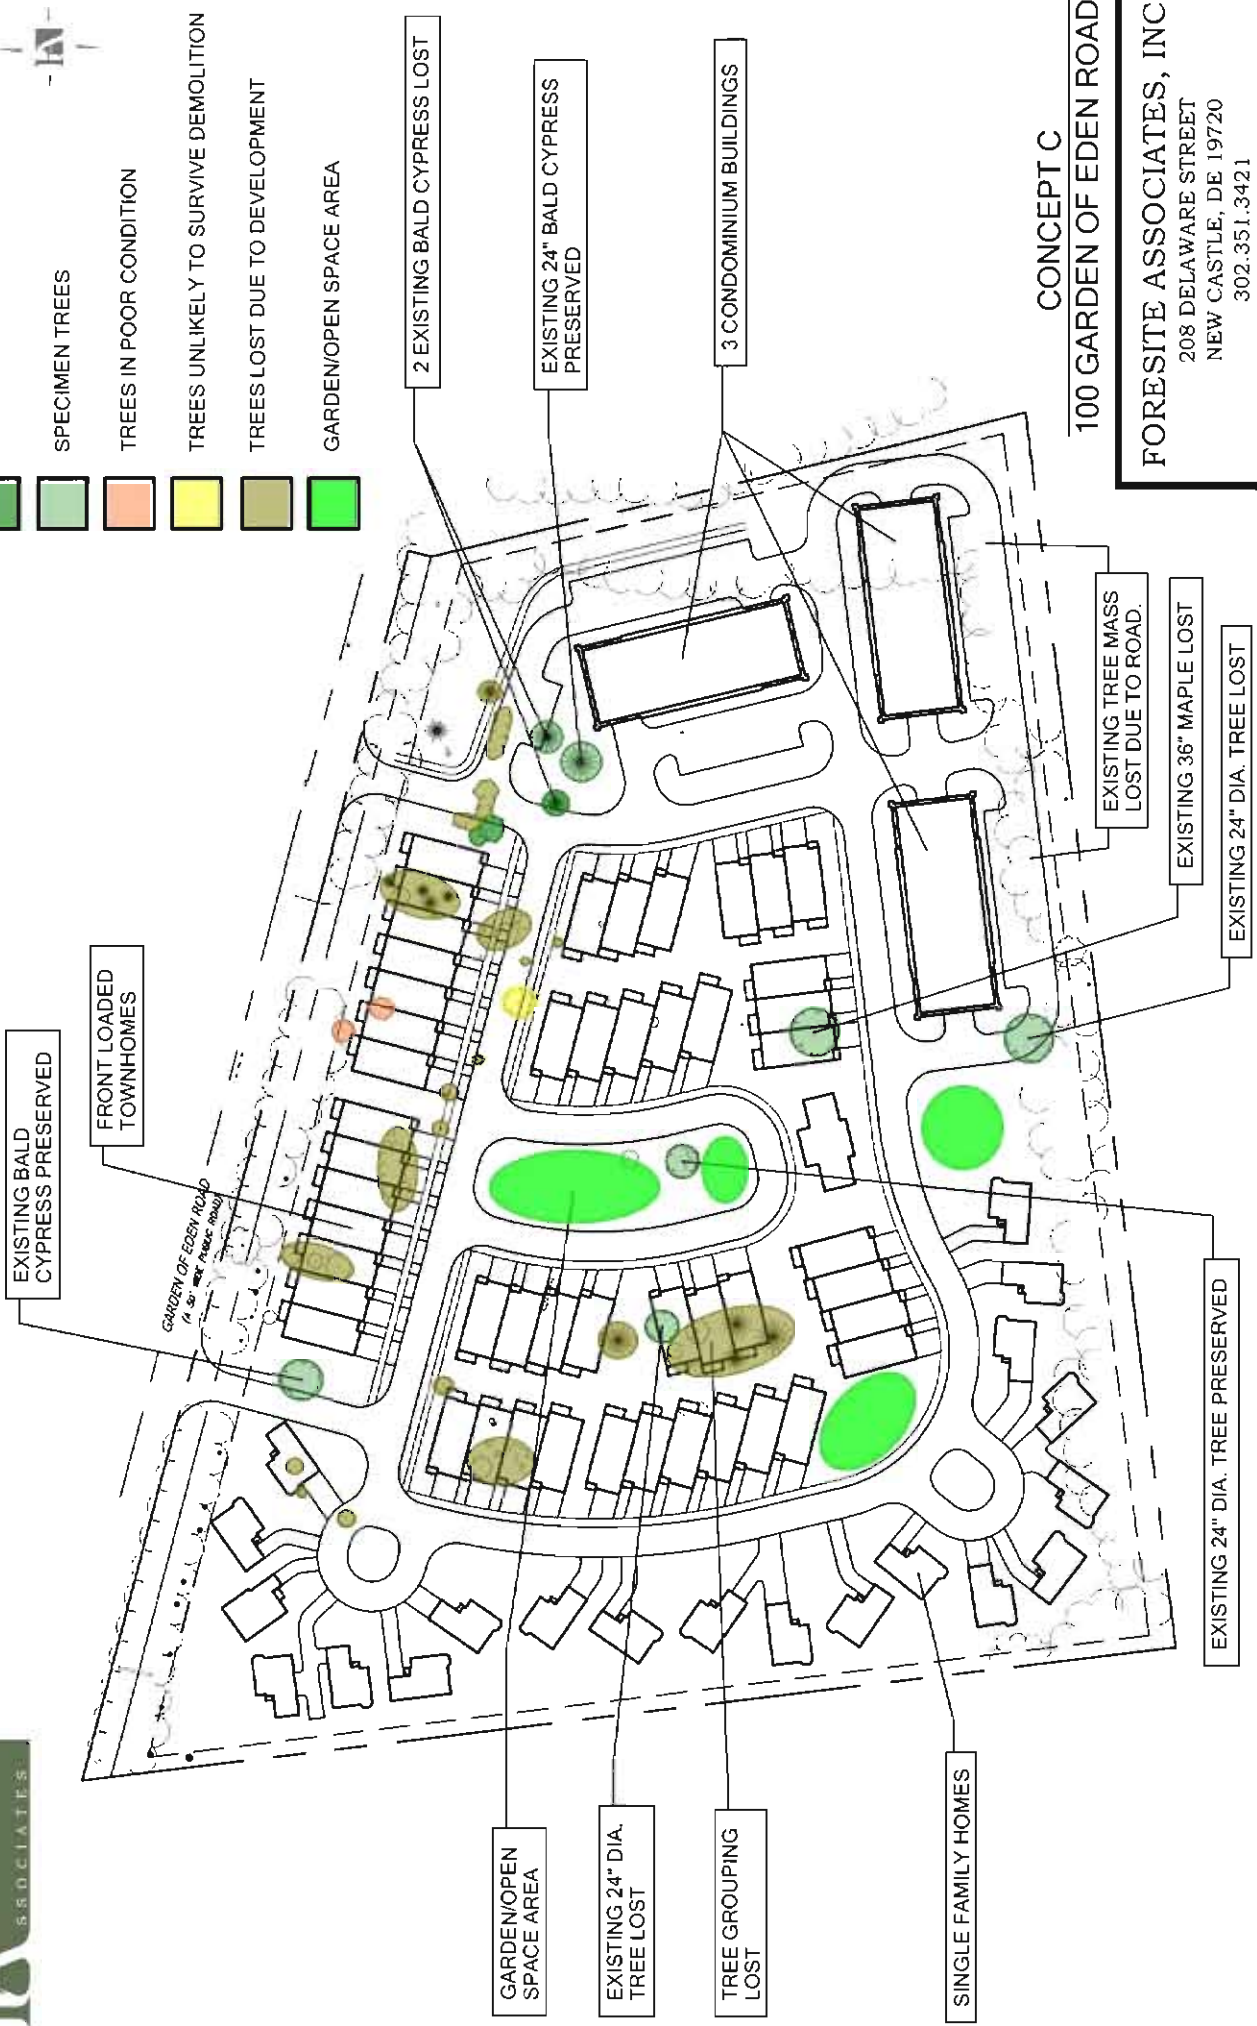 SSOCIATES
SPECIMEN TREES
TREES IN POOR CONDITION
TREES UNLIKELY TO SURVIVE DEMOLITION
TREES LOST DUE TO DEVELOPMENT
GARDEN/OPEN SPACE AREA
EXISTING BALD
CYPRESS PRESERVED
FRONT LOADED
TOWNHOMES
2 EXISTING BALD CYPRESS LOST
EXISTING 24" BALD CYPRESS
PRESERVED
3 CONDOMINIUM BUILDINGS
GARDEN OF EDEN ROAD
(A 50' WIDE PUBLIC ROAD)
GARDEN/OPEN
SPACE AREA
EXISTING 24" DIA.
TREE LOST
TREE GROUPING
LOST
SINGLE FAMILY HOMES
EXISTING 24" DIA. TREE PRESERVED
EXISTING TREE MASS
LOST DUE TO ROAD.
EXISTING 36" MAPLE LOST
EXISTING 24" DIA. TREE LOST
CONCEPT C
100 GARDEN OF EDEN ROAD
FORESITE ASSOCIATES, INC
208 DELAWARE STREET
NEW CASTLE, DE 19720
302.351.3421